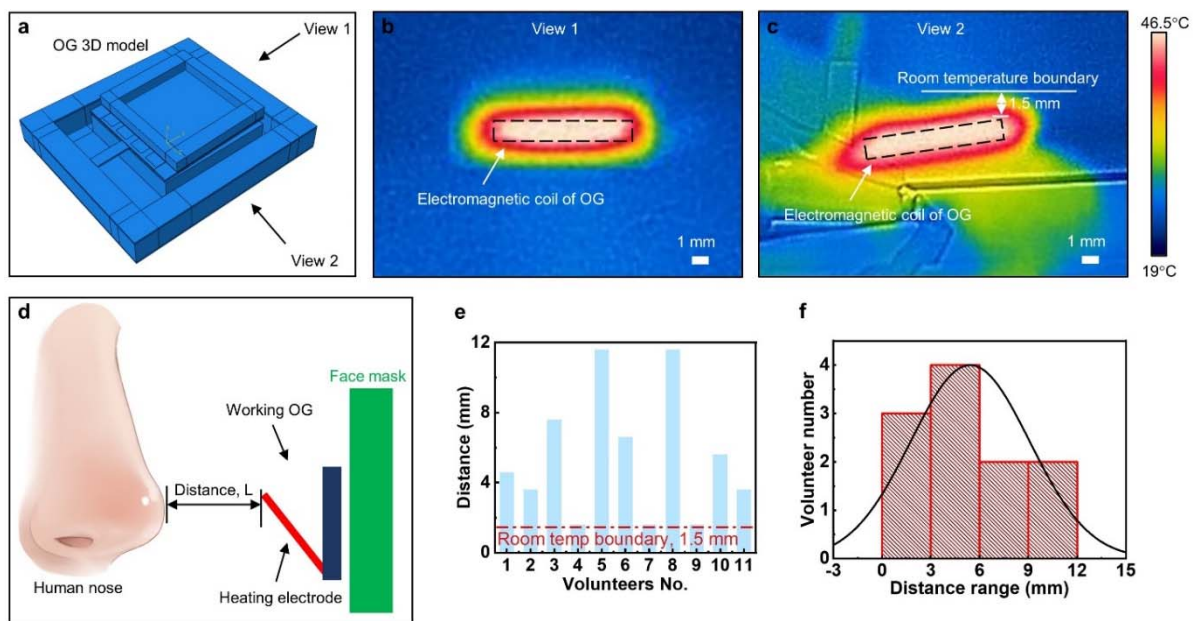 a
OG 3D model
View 1
View 2
b
View 1
Electromagnetic coil of OG
1 mm
c
View 2
Room temperature boundary
1.5 mm
Electromagnetic coil of OG
1 mm
46.5°C
19°C
d
Face mask
Working OG
Distance, L
Human nose
Heating electrode
e
Distance (mm)
12
8
4
0
Room temp boundary, 1.5 mm
1 2 3 4 5 6 7 8 9 10 11
Volunteers No.
f
Volunteer number
4
3
2
1
0
-3 0 3 6 9 12 15
Distance range (mm)